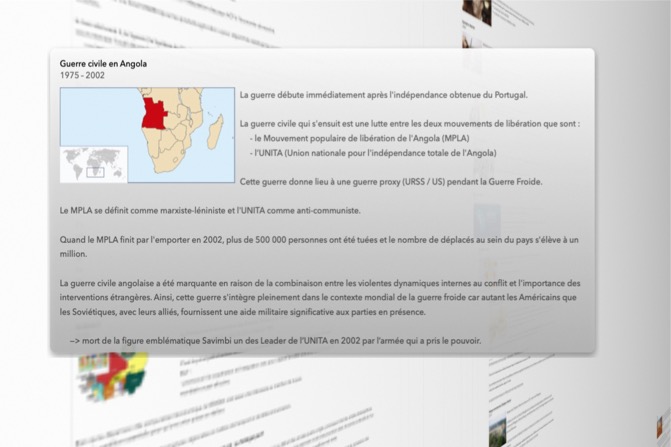 Guerre civile en Angola
1975 - 2002
La guerre débute immédiatement après l'indépendance obtenue du Portugal.
La guerre civile qui s'ensuit est une lutte entre les deux mouvements de libération que sont :
- le Mouvement populaire de libération de l'Angola (MPLA)
- l'UNITA (Union nationale pour l'indépendance totale de l'Angola)
Cette guerre donne lieu à une guerre proxy (URSS / US) pendant la Guerre Froide.
Le MPLA se définit comme marxiste-léniniste et l'UNITA comme anti-communiste.
Quand le MPLA finit par l'emporter en 2002, plus de 500 000 personnes ont été tuées et le nombre de déplacés au sein du pays s'élève à un
million.
La guerre civile angolaise a été marquante en raison de la combinaison entre les violentes dynamiques internes au conflit et l'importance des
interventions étrangères. Ainsi, cette guerre s'intègre pleinement dans le contexte mondial de la guerre froide car autant les Américains que
les Soviétiques, avec leurs alliés, fournissent une aide militaire significative aux parties en présence.
—> mort de la figure emblématique Savimbi un des Leader de l'UNITA en 2002 par l'armée qui a pris le pouvoir.